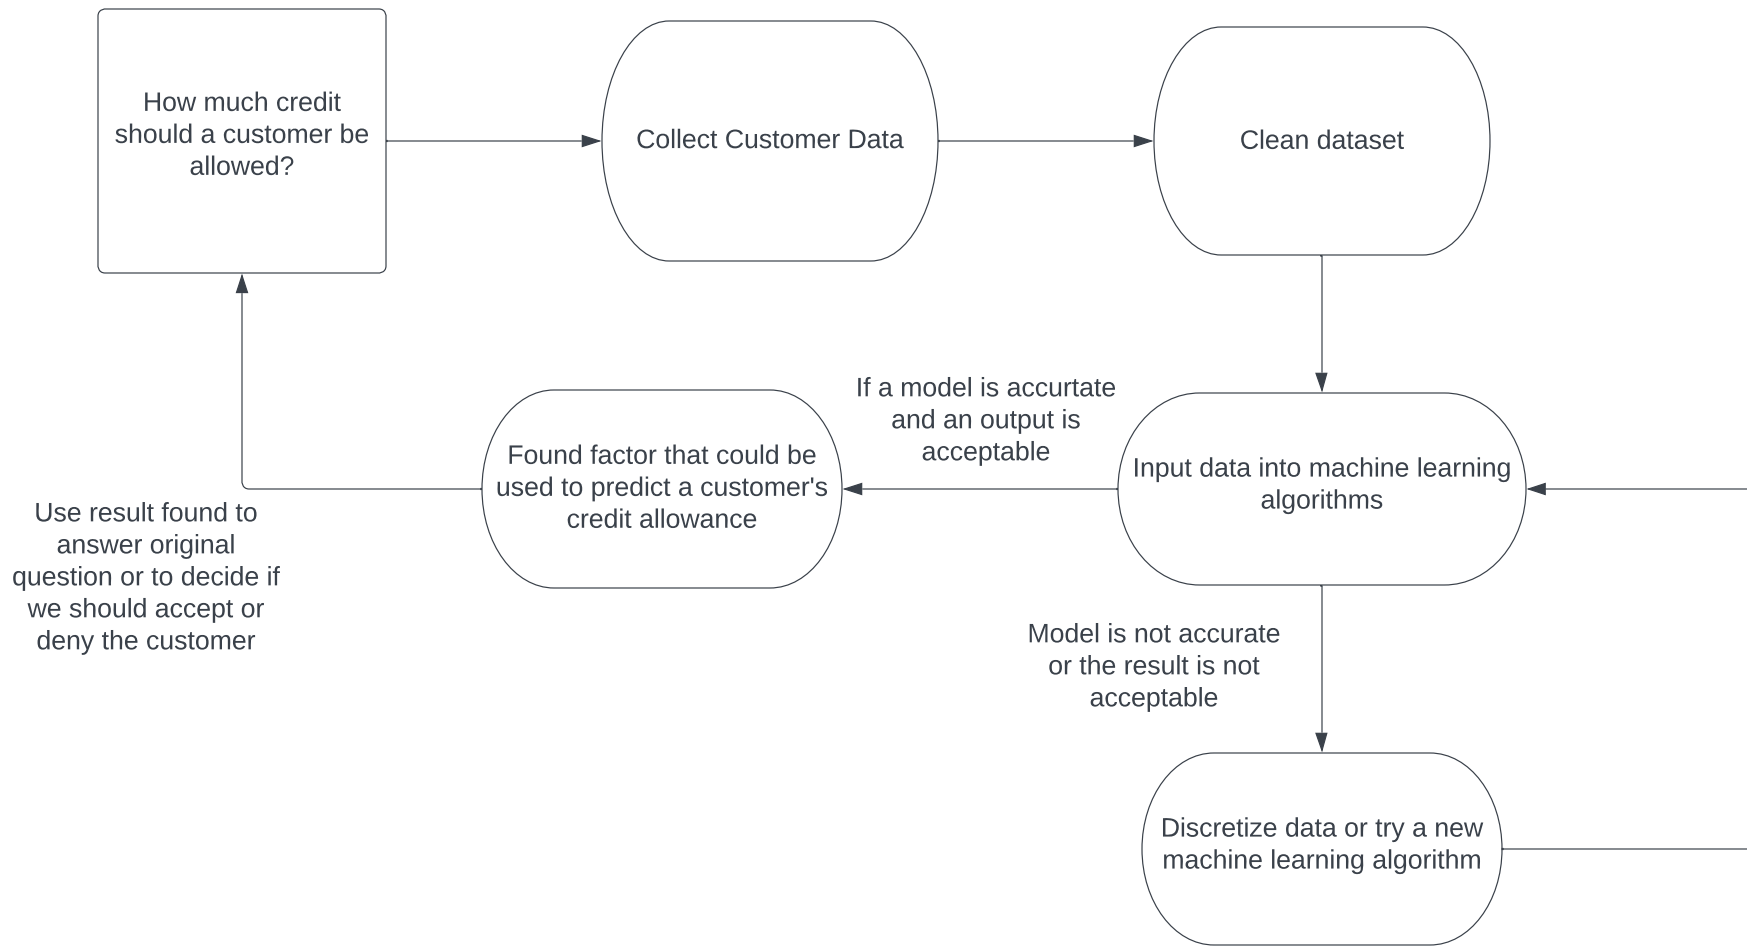 How much credit
should a customer be
allowed?
Collect Customer Data
Clean dataset
If a model is accurtate
and an output is
acceptable
Found factor that could be
used to predict a customer's
credit allowance
Input data into machine learning
algorithms
Use result found to
answer original
question or to decide if
we should accept or
deny the customer
Model is not accurate
or the result is not
acceptable
Discretize data or try a new
machine learning algorithm